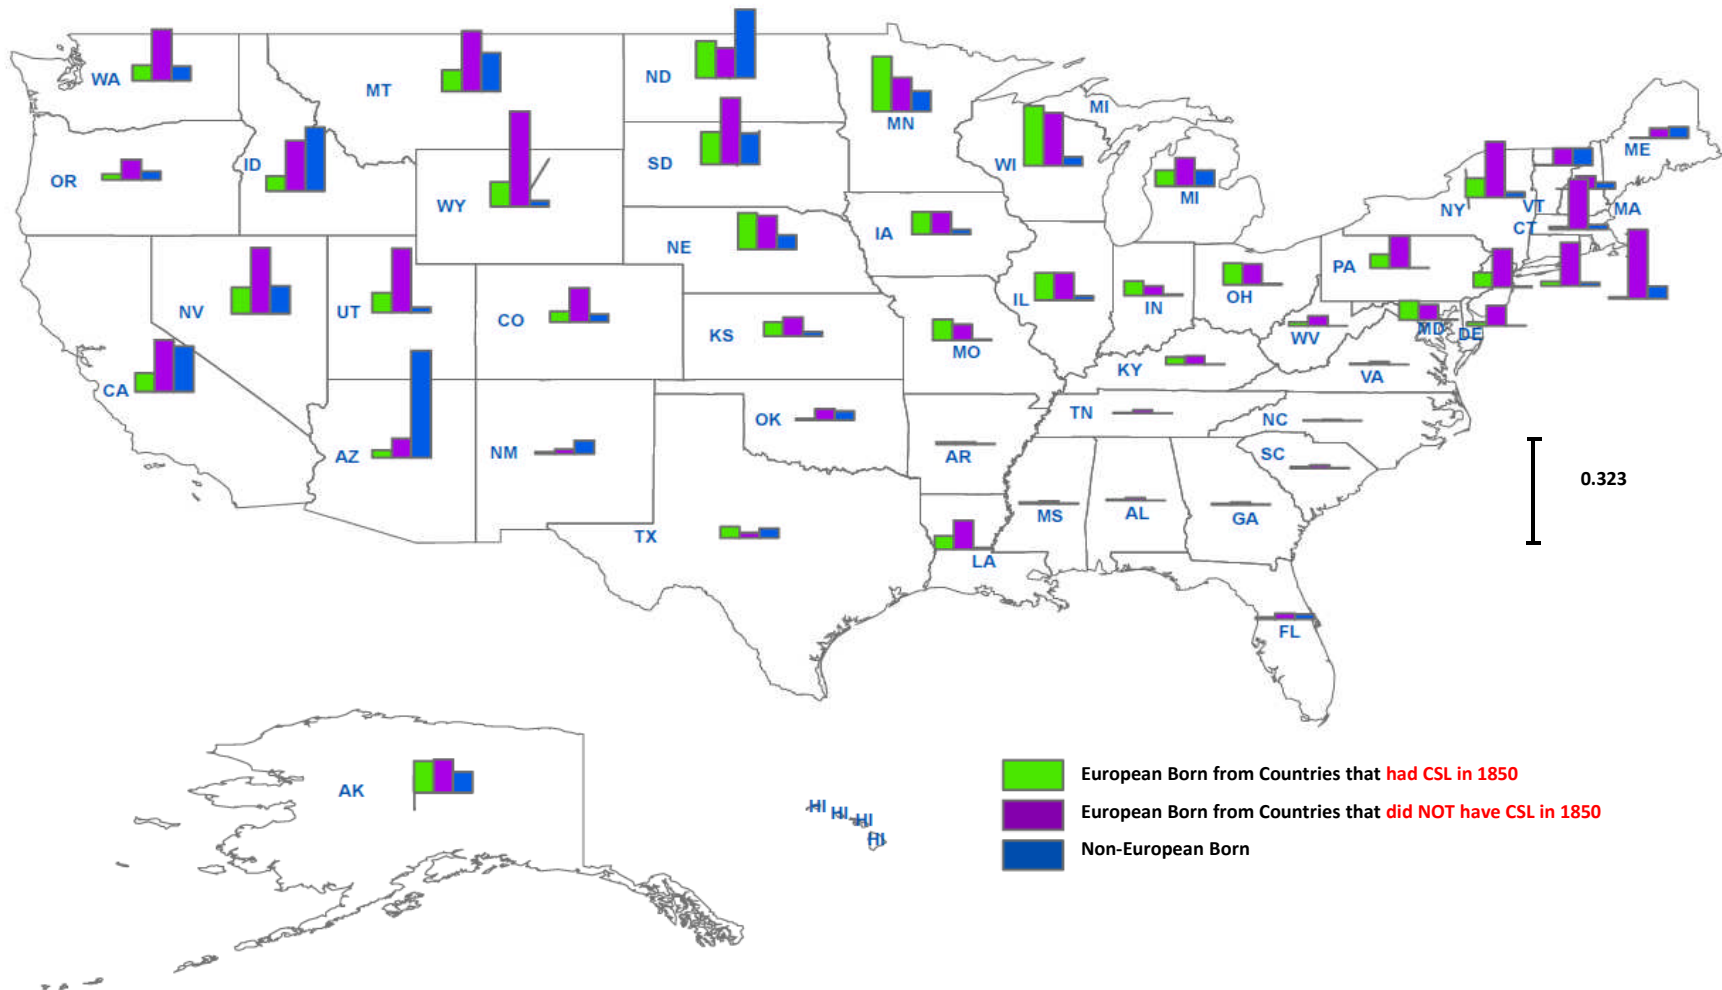 WA
MT
ND
MN
MI
ME
OR
ID
WY
SD
WI
MI
NY
VT
MA
CT
NE
IA
PA
NV
UT
CO
KS
IL
IN
OH
MO
WV
MD
DE
CA
KY
VA
AZ
NM
OK
TN
NC
AR
SC
0.323
TX
MS
AL
GA
LA
FL
AK
HI
HI
HI
HI
European Born from Countries that had CSL in 1850
European Born from Countries that did NOT have CSL in 1850
Non-European Born